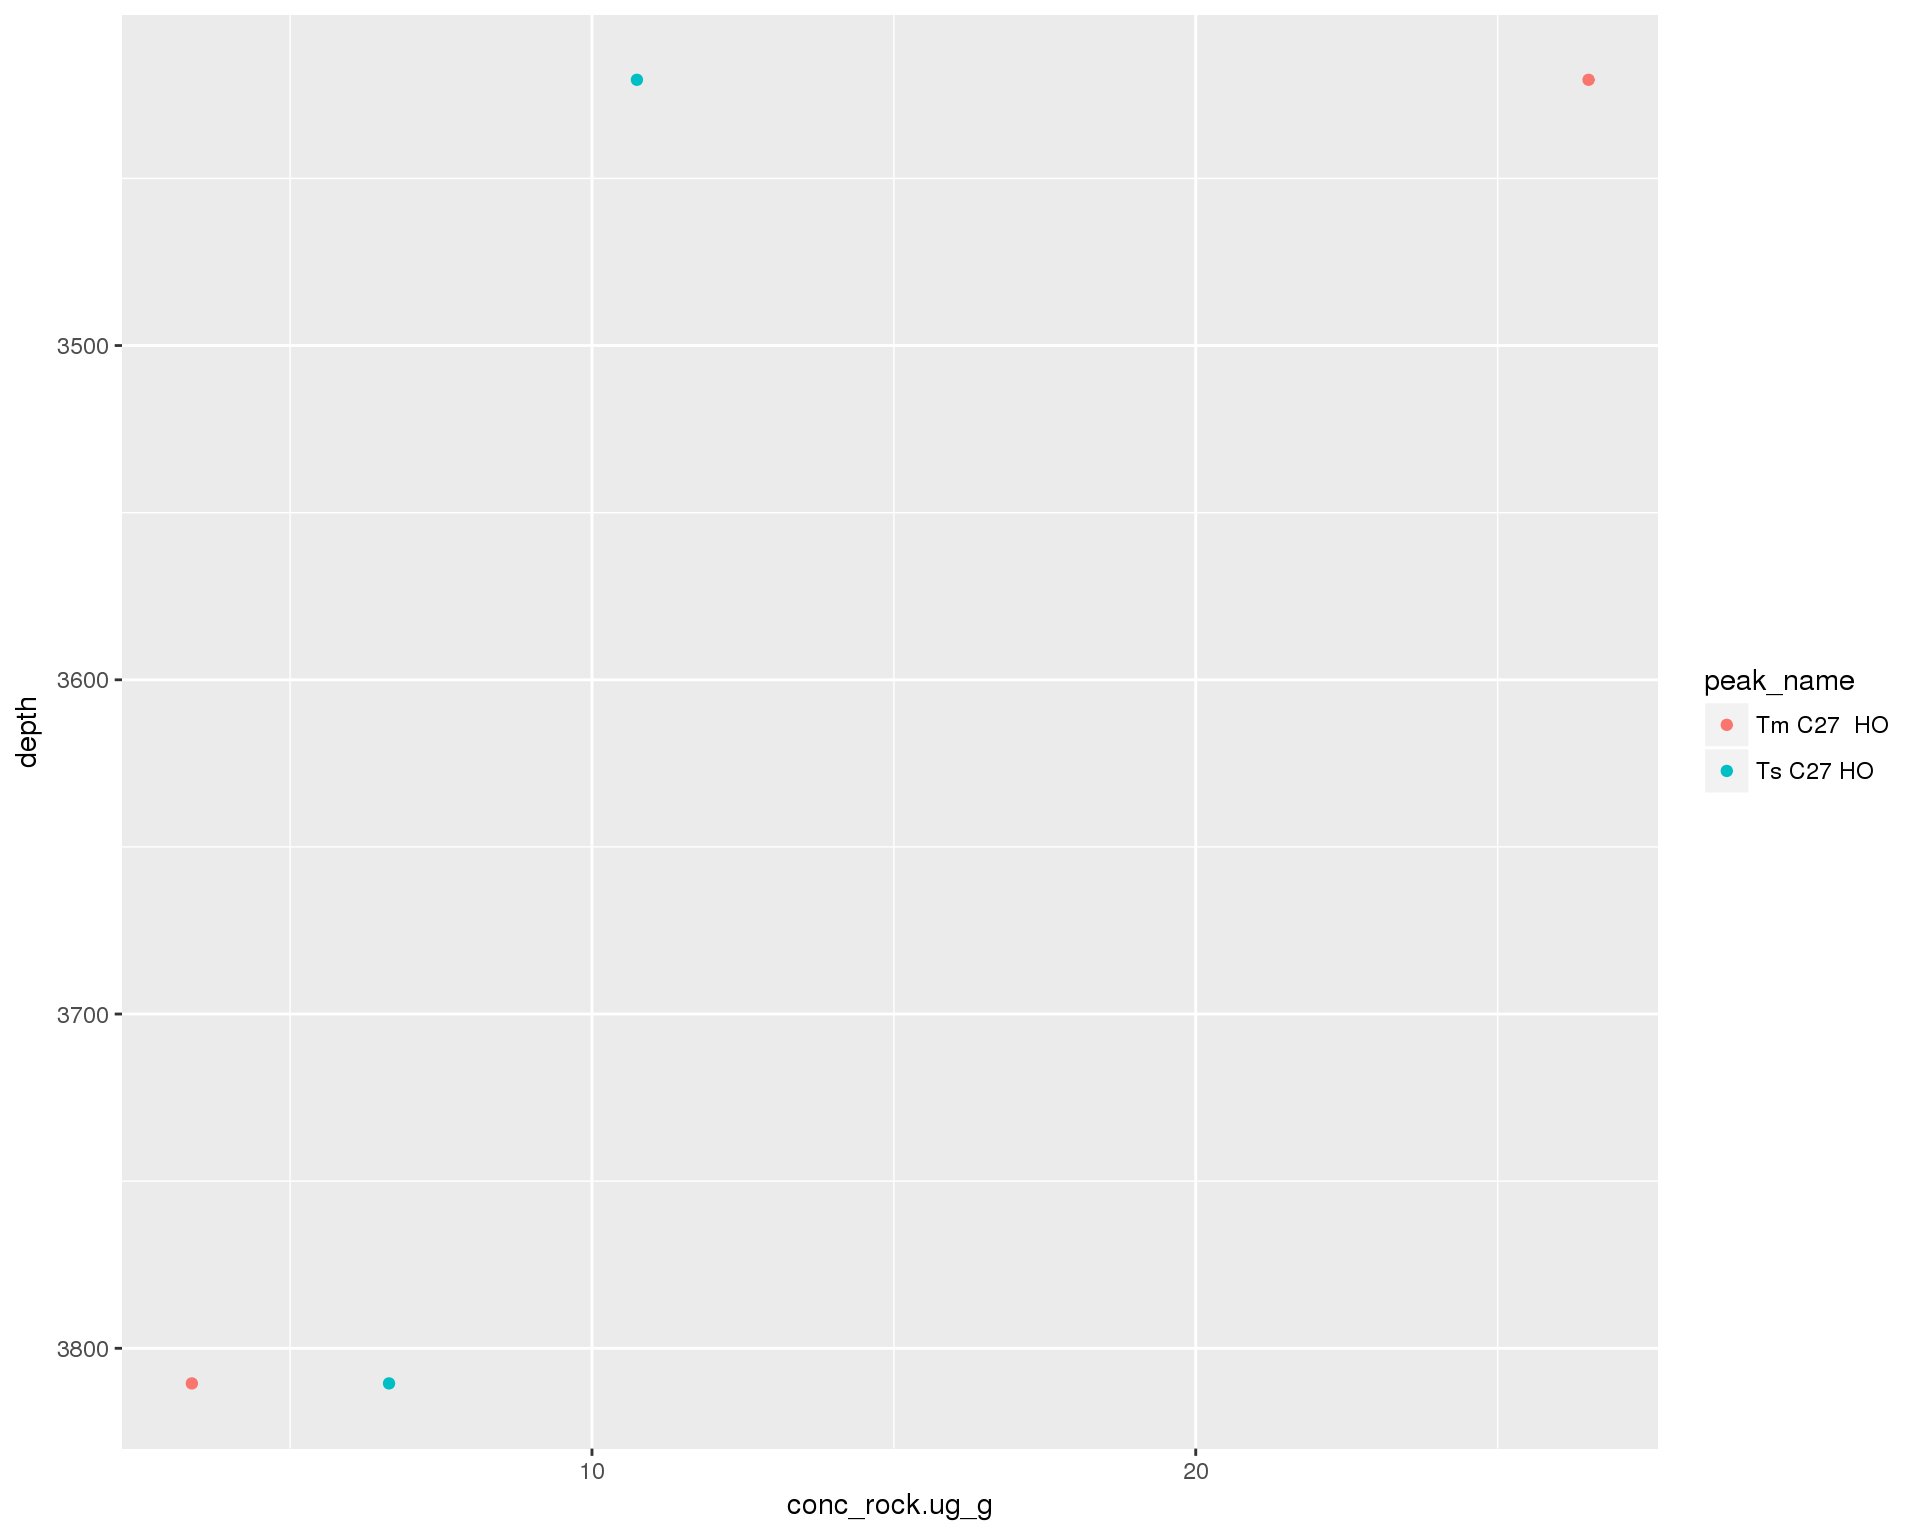 3500
3600
3700
3800
depth
10
20
conc_rock.ug_g
peak_name
Tm C27  HO
Ts C27 HO